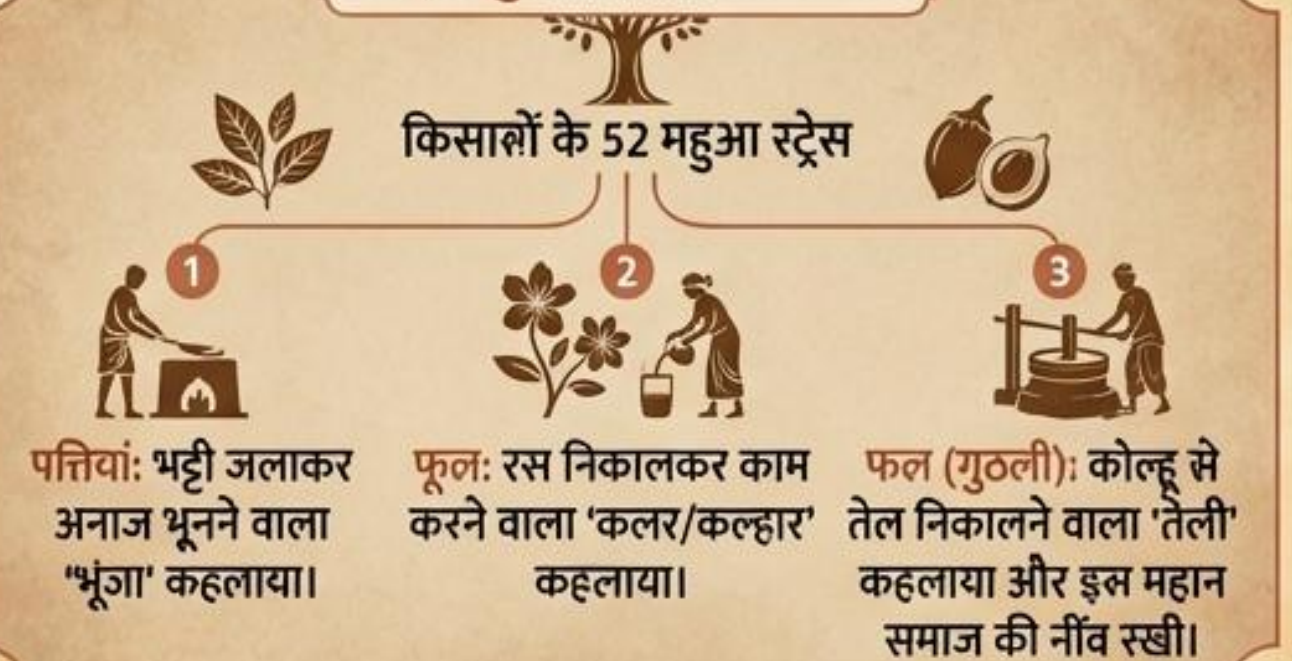 किसानों के 52 महुआ स्ट्रेस
1
2
3
पत्तियां: भट्टी जलाकर
अनाज भूनने वाला
'भूंजा' कहलाया।
फूल: रस निकालकर काम
करने वाला 'कलर/कल्हार'
कहलाया।
फल (गुठली): कोल्हू से
तेल निकालने वाला 'तेली'
कहलाया और इस महान
समाज की नींव रखी।